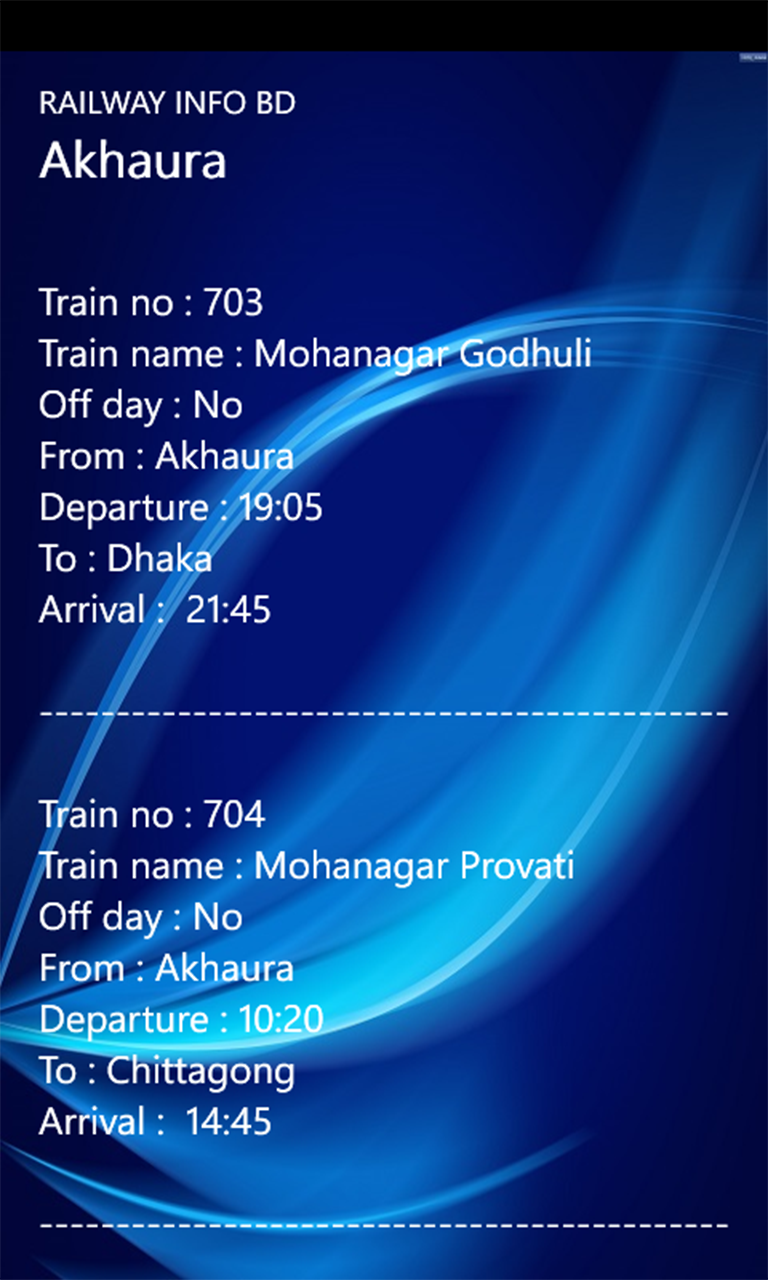 RAILWAY INFO BD
Akhaura
Train no : 703
Train name : Mohanagar Godhuli
Off day : No
From : Akhaura
Departure : 19:05
To : Dhaka
Arrival :  21:45
---------------------------------------------
Train no : 704
Train name : Mohanagar Provati
Off day : No
From : Akhaura
Departure : 10:20
To : Chittagong
Arrival :  14:45
---------------------------------------------